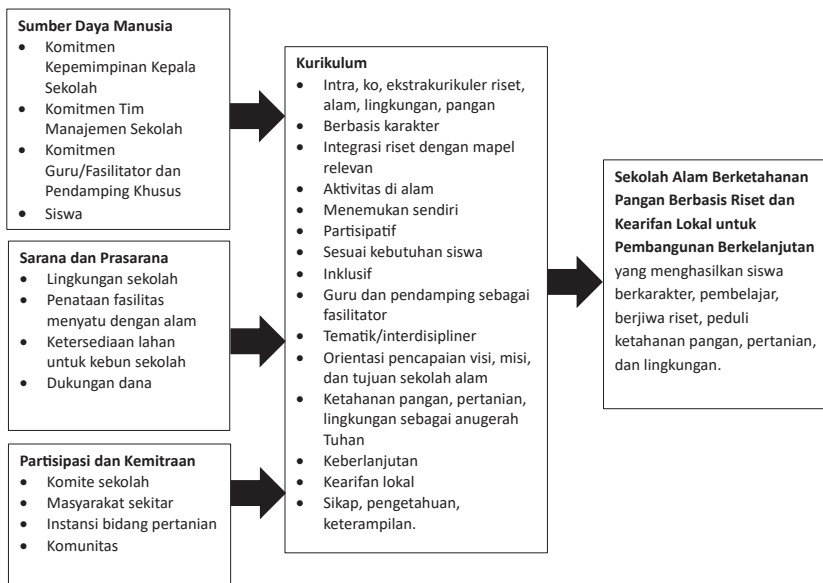 Sumber Daya Manusia
• Komitmen
Kepemimpinan Kepala
Sekolah
• Komitmen Tim
Manajemen Sekolah
• Komitmen
Guru/Fasilitator dan
Pendamping Khusus
• Siswa
Sarana dan Prasarana
• Lingkungan sekolah
• Penataan fasilitas
menyatu dengan alam
• Ketersediaan lahan
untuk kebun sekolah
• Dukungan dana
Partisipasi dan Kemitraan
• Komite sekolah
• Masyarakat sekitar
• Instansi bidang pertanian
• Komunitas
Kurikulum
• Intra, ko, ekstrakurikuler riset,
alam, lingkungan, pangan
• Berbasis karakter
• Integrasi riset dengan mapel
relevan
• Aktivitas di alam
• Menemukan sendiri
• Partisipatif
• Sesuai kebutuhan siswa
• Inklusif
• Guru dan pendamping sebagai
fasilitator
• Tematik/interdisipliner
• Orientasi pencapaian visi, misi,
dan tujuan sekolah alam
• Ketahanan pangan, pertanian,
lingkungan sebagai anugerah
Tuhan
• Keberlanjutan
• Kearifan lokal
• Sikap, pengetahuan,
keterampilan.
Sekolah Alam Berketahanan
Pangan Berbasis Riset dan
Kearifan Lokal untuk
Pembangunan Berkelanjutan
yang menghasilkan siswa
berkarakter, pembelajar,
berjiwa riset, peduli
ketahanan pangan, pertanian,
dan lingkungan.